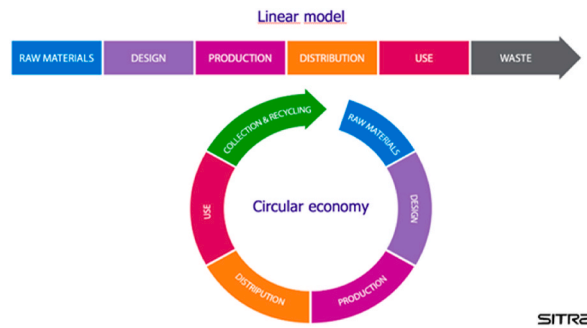 Linear model
RAW MATERIALS DESIGN PRODUCTION DISTRIBUTION USE WASTE
COLLECTION & RECYCLING
RAW MATERIALS
DESIGN
PRODUCTION
DISTRIPUTION
USE
Circular economy
SITRA